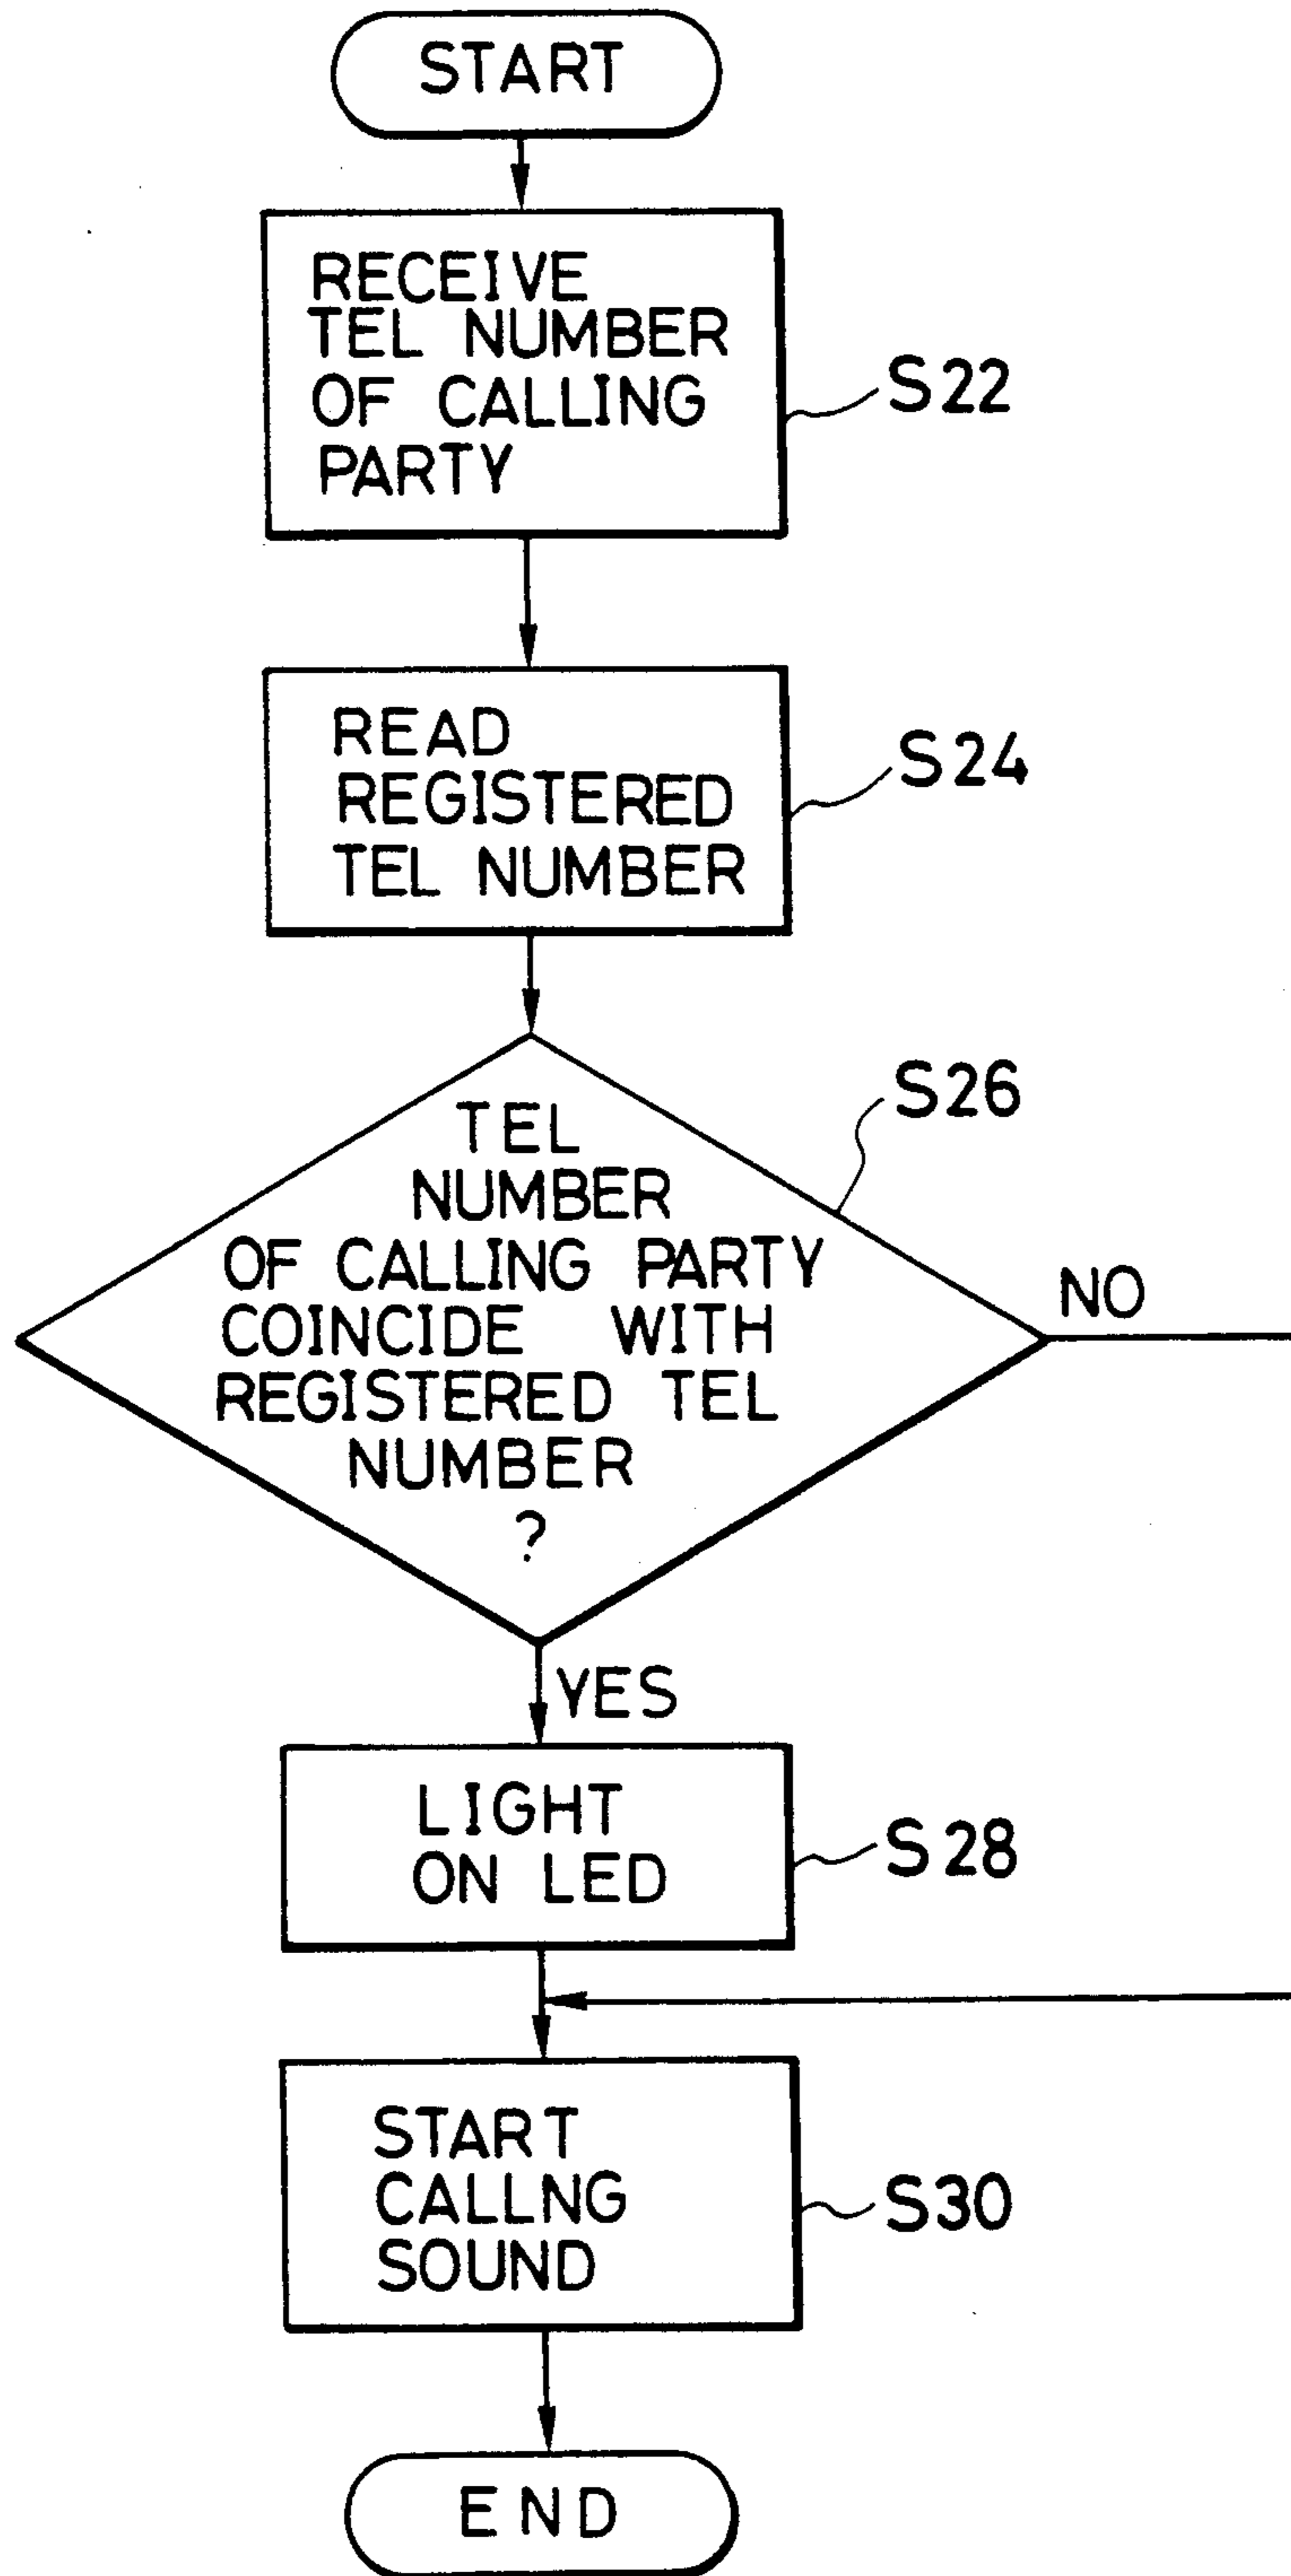 START
RECEIVE
TEL NUMBER
OF CALLING
PARTY
S22
READ
REGISTERED
TEL NUMBER
S24
TEL
NUMBER
OF CALLING PARTY
COINCIDE WITH
REGISTERED TEL
NUMBER
?
S26
NO
YES
LIGHT
ON LED
S28
START
CALLNG
SOUND
S30
END